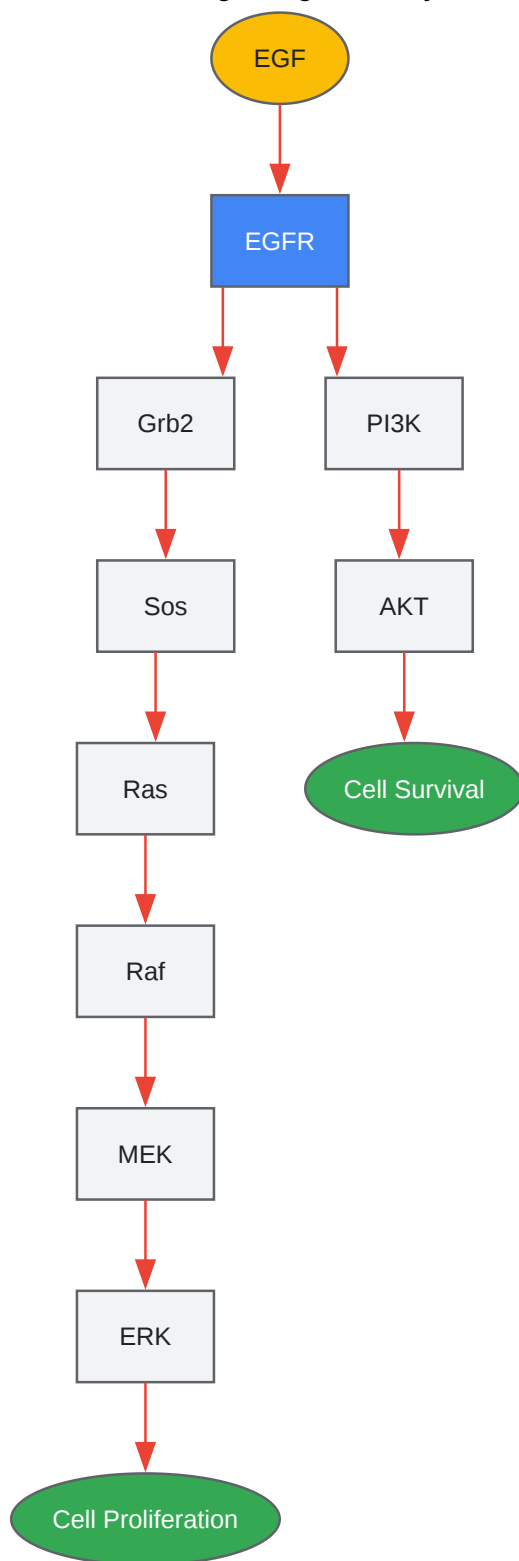 EGF
EGFR
Grb2
PI3K
Sos
AKT
Ras
Cell Survival
Raf
MEK
ERK
Cell Proliferation